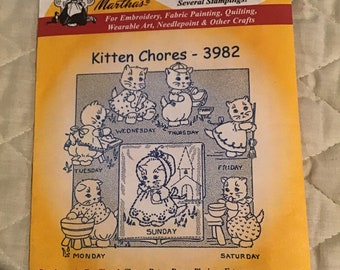 Marthas®
Several Stampings!
For Embroidery, Fabric Painting, Quilting,
Wearable Art, Needlepoint & Other Crafts
Kitten Chores - 3982
WEDNESDAY
THURSDAY
TUESDAY
FRIDAY
SUNDAY
MONDAY
SATURDAY